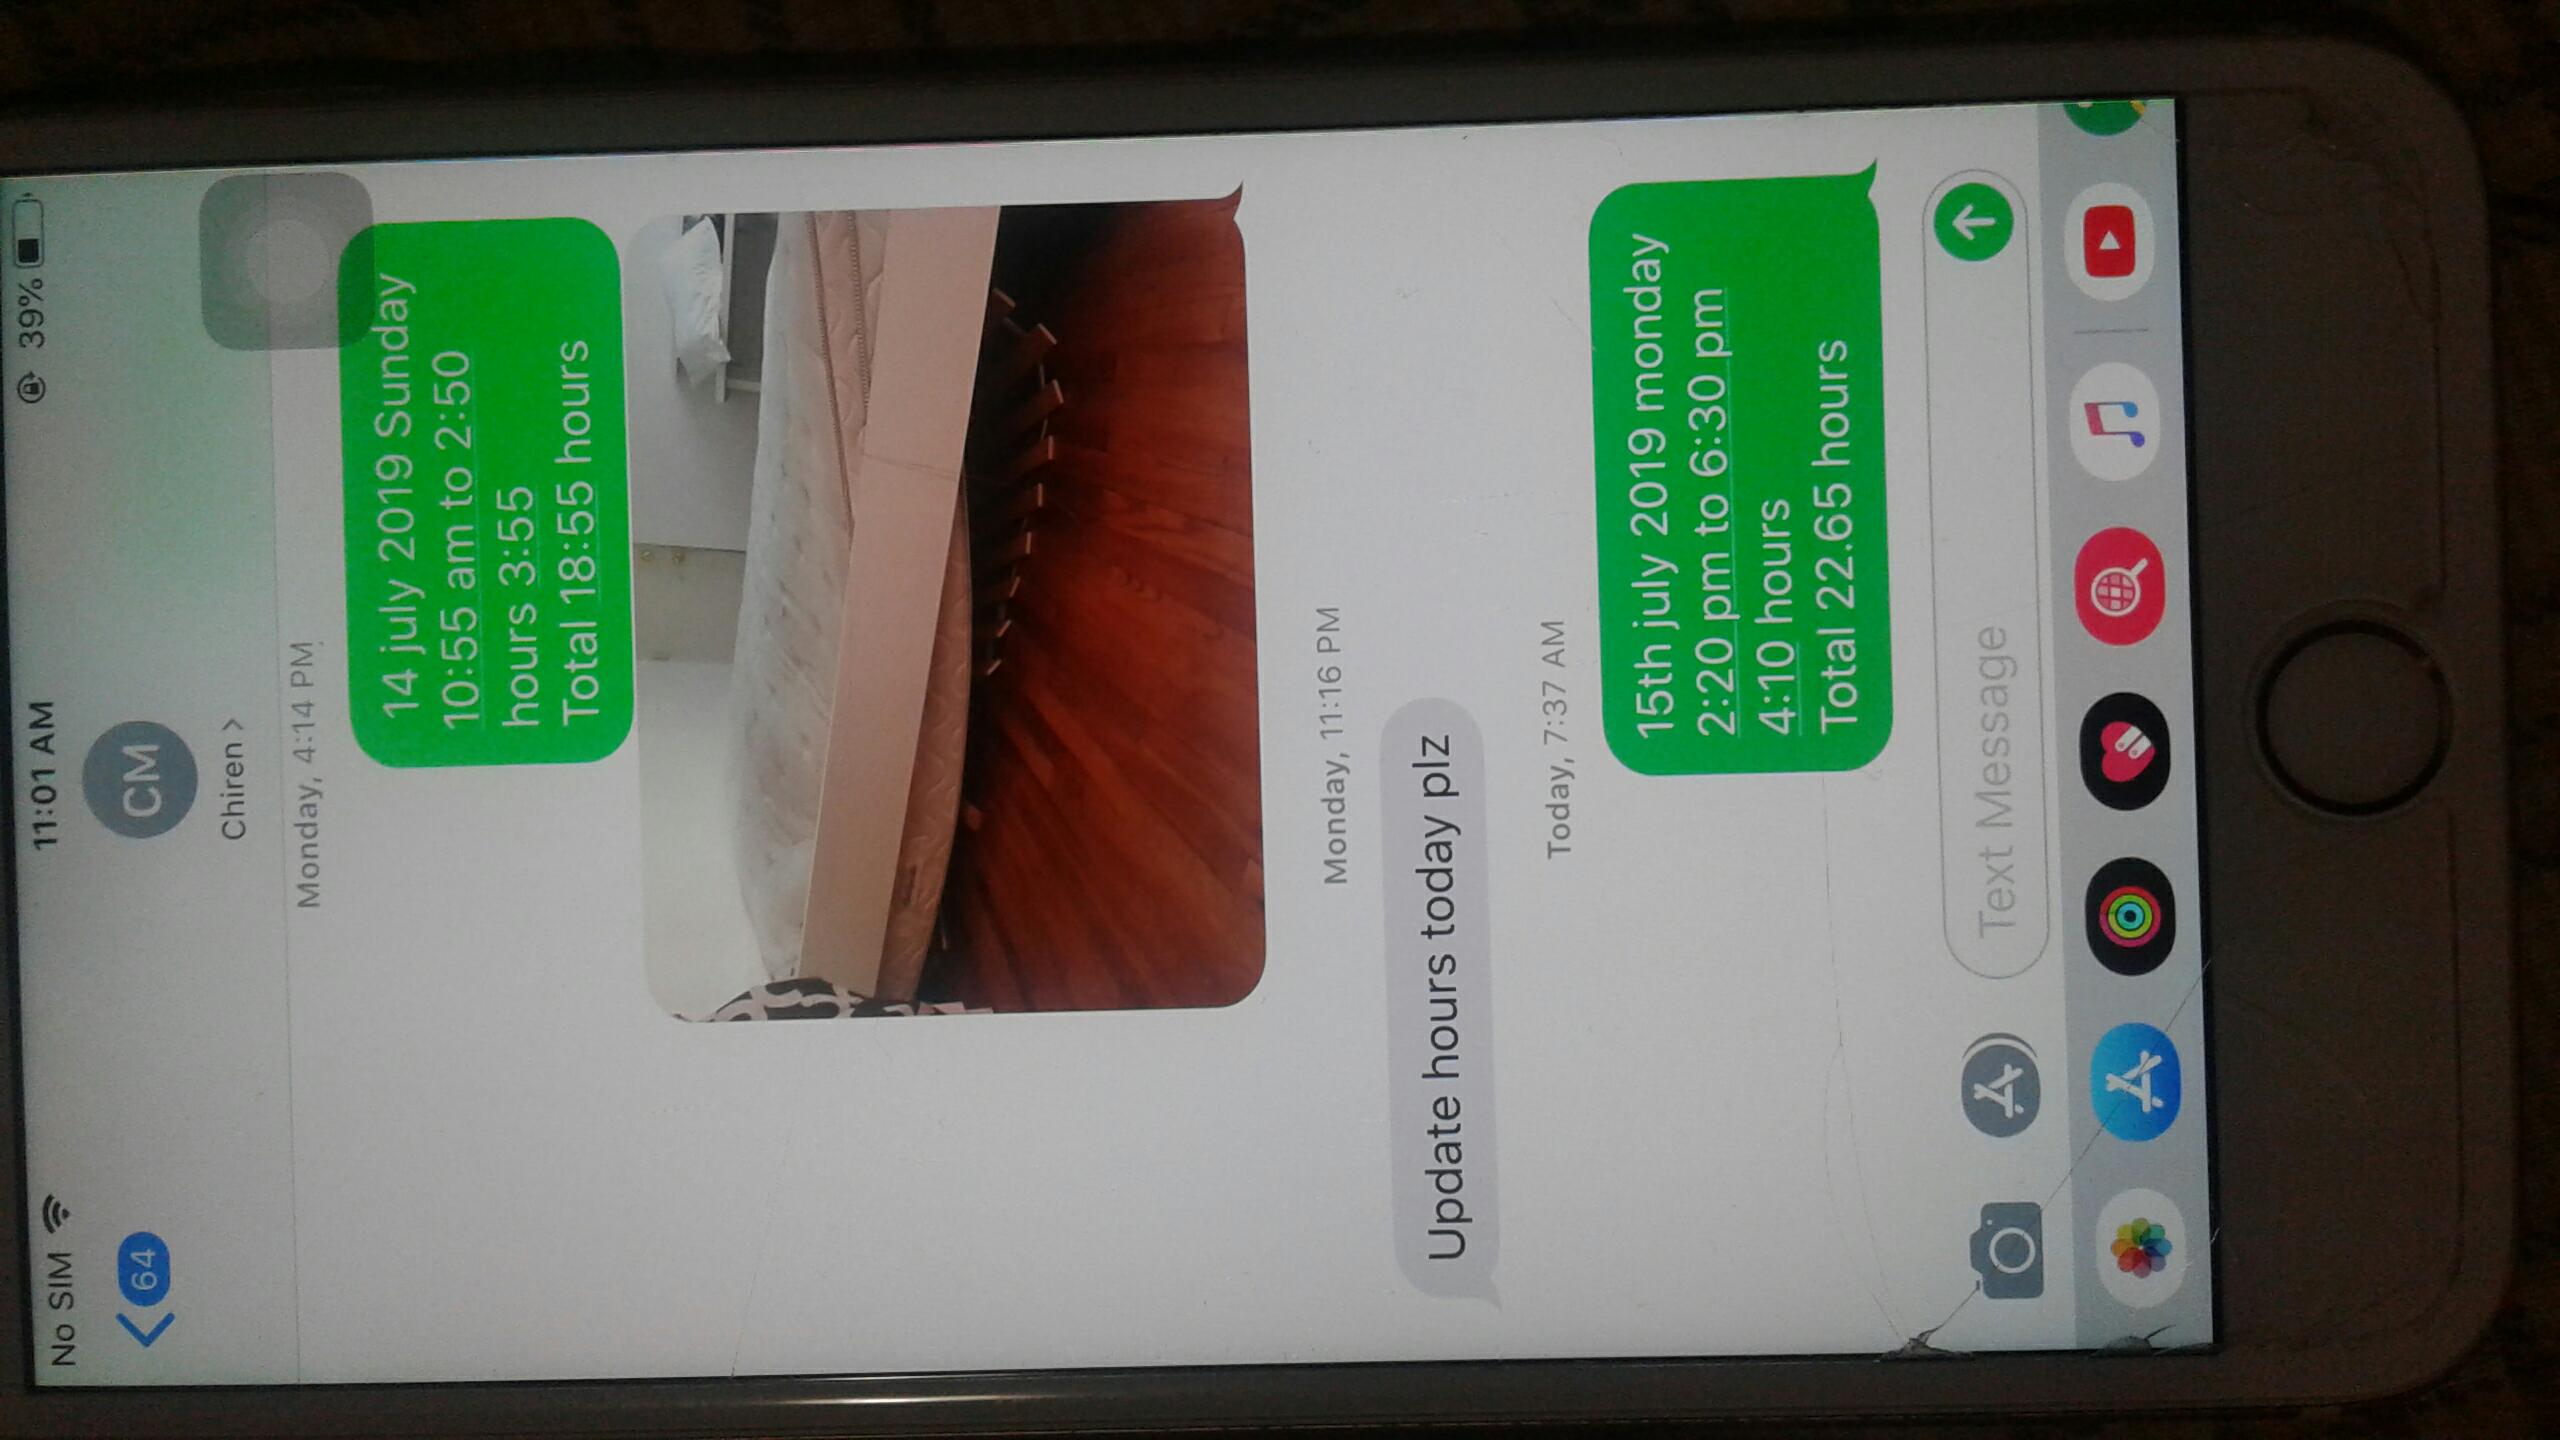 No SIM 11:01 AM 39%
64
CM
Chiren >
Monday, 4:14 PM
14 july 2019 Sunday
10:55 am to 2:50
hours 3:55
Total 18:55 hours
Monday, 11:16 PM
Update hours today plz
Today, 7:37 AM
15th july 2019 monday
2:20 pm to 6:30 pm
4:10 hours
Total 22.65 hours
Text Message